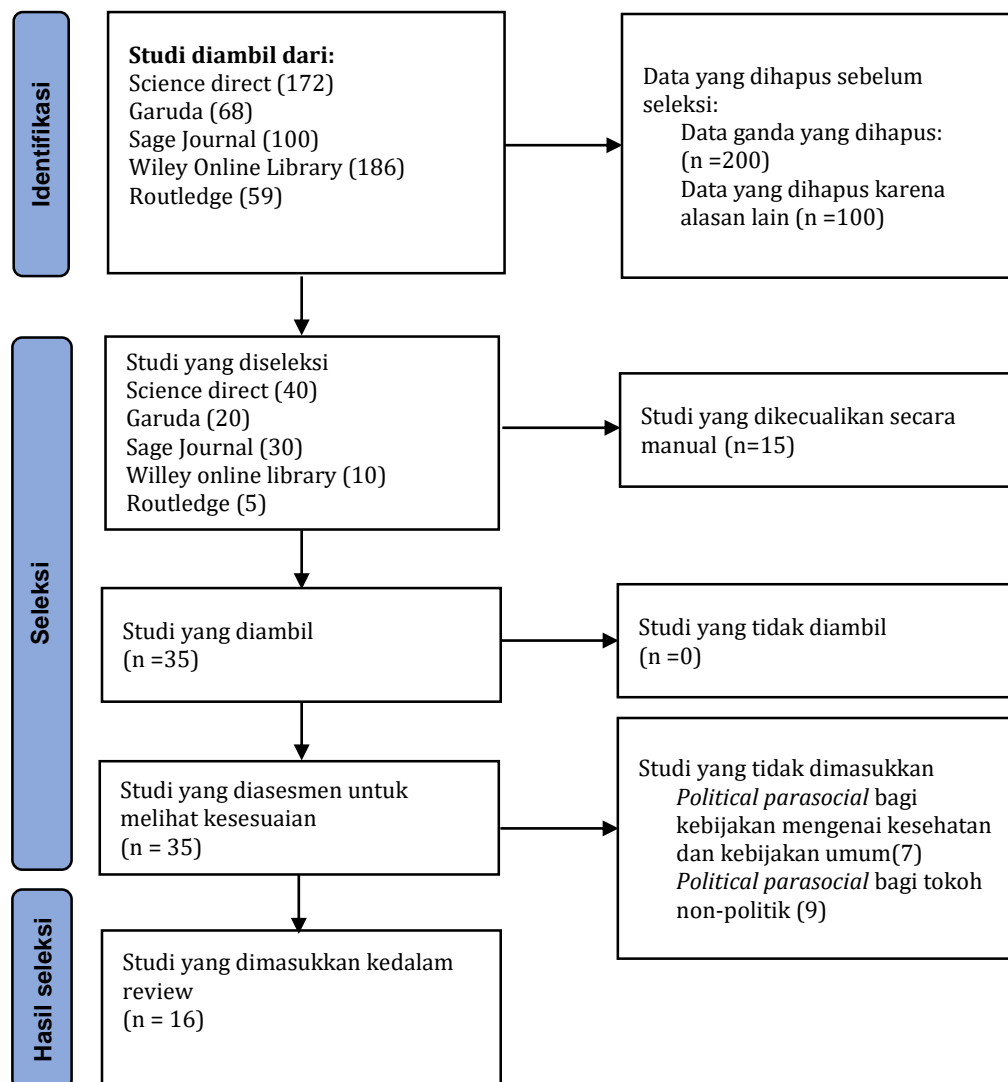 Identifikasi
Studi diambil dari:
Science direct (172)
Garuda (68)
Sage Journal (100)
Wiley Online Library (186)
Routledge (59)
Data yang dihapus sebelum
seleksi:
Data ganda yang dihapus:
(n =200)
Data yang dihapus karena
alasan lain (n =100)
Seleksi
Studi yang diseleksi
Science direct (40)
Garuda (20)
Sage Journal (30)
Willey online library (10)
Routledge (5)
Studi yang dikecualikan secara
manual (n=15)
Studi yang diambil
(n =35)
Studi yang tidak diambil
(n =0)
Studi yang diasesmen untuk
melihat kesesuaian
(n = 35)
Studi yang tidak dimasukkan
Political parasocial bagi
kebijakan mengenai kesehatan
dan kebijakan umum(7)
Political parasocial bagi tokoh
non-politik (9)
Hasil seleksi
Studi yang dimasukkan kedalam
review
(n = 16)